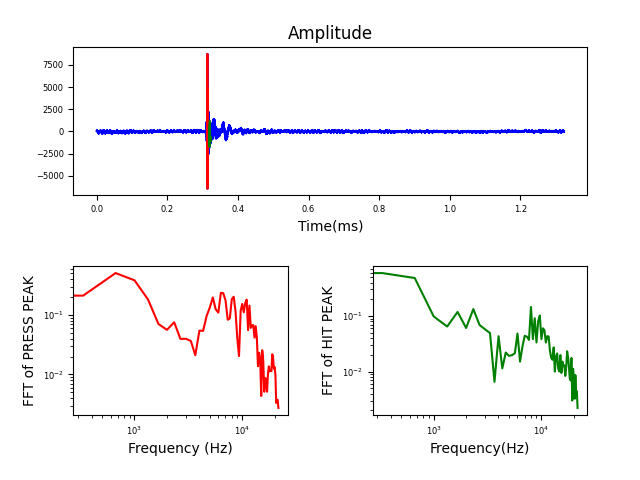 Amplitude
7500
5000
2500
0
−2500
−5000
0.0 0.2 0.4 0.6 0.8 1.0 1.2
Time(ms)
FFT of PRESS PEAK
10⁻¹
10⁻²
10³ 10⁴
Frequency (Hz)
FFT of HIT PEAK
10⁻¹
10⁻²
10³ 10⁴
Frequency(Hz)